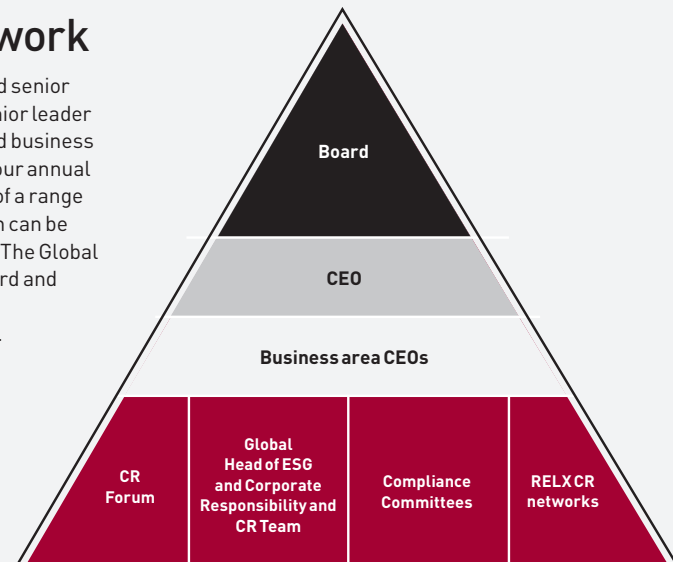 work
d senior
nior leader
d business
our annual
of a range
n can be
The Global
rd and
.
Board
CEO
Business area CEOs
CR
Forum
Global
Head of ESG
and Corporate
Responsibility and
CR Team
Compliance
Committees
RELX CR
networks